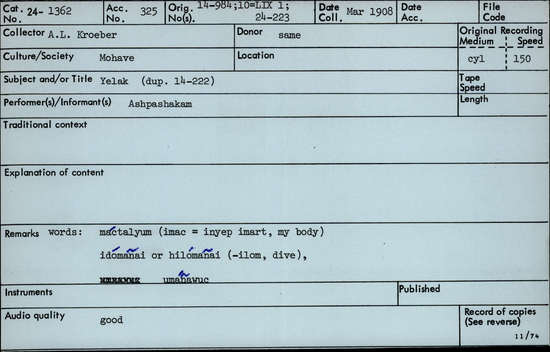 Cat. No. 24- 1362 Acc. No. 325 Orig. No(s). 14-984;10=LIX 1; 24-223 Date Coll. Mar 1908 Date Acc. File Code
Collector A.L. Kroeber Donor same Original Recording Medium Speed
Culture/Society Mohave Location cyl 150
Subject and/or Title Yelak (dup. 14-222) Tape Speed
Performer(s)/Informant(s) Ashpashakam Length
Traditional context
Explanation of content
Remarks words: máctalyum (imac = inyep imart, my body)
idómañai or hilómañai (-ilom, dive),
umañawuc
Instruments Published
Audio quality good Record of copies (See reverse)
11/74